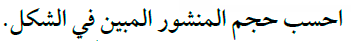 احسب حجم المنشور المبين في الشكل.